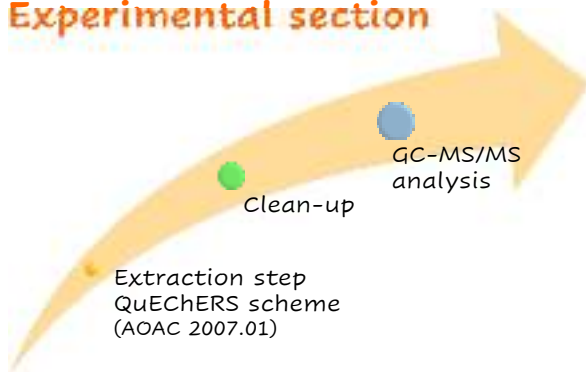 Experimental section
GC-MS/MS
analysis
Clean-up
Extraction step
QuEChERS scheme
(AOAC 2007.01)